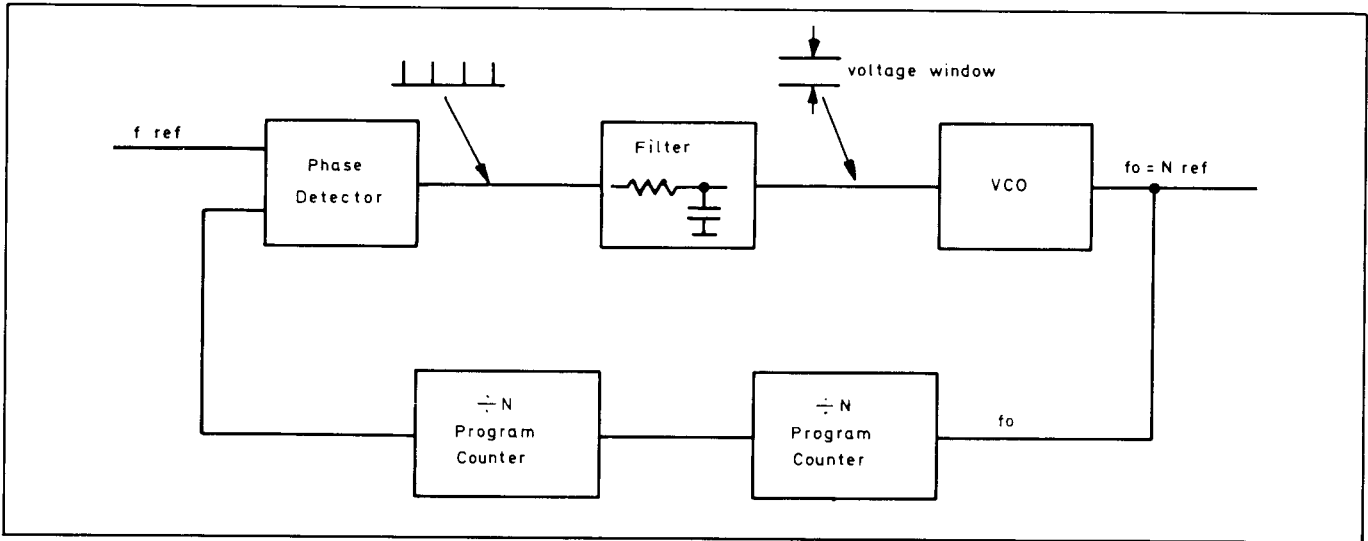 voltage window
f ref
Phase
Detector
Filter
VCO
fo = N ref
÷ N
Program
Counter
÷ N
Program
Counter
fo